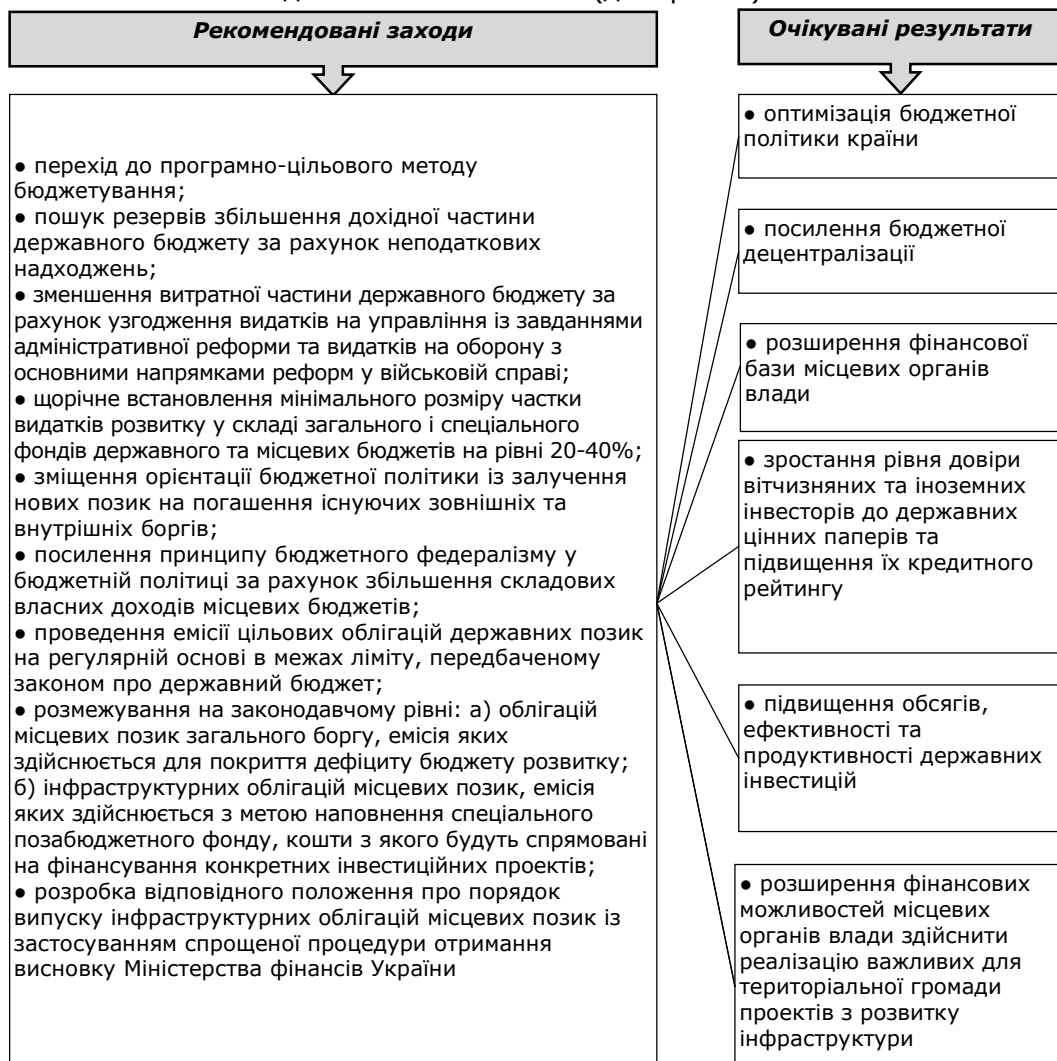 Рекомендовані заходи
● перехід до програмно-цільового методу
бюджетування;
● пошук резервів збільшення дохідної частини
державного бюджету за рахунок неподаткових
надходжень;
● зменшення витратної частини державного бюджету за
рахунок узгодження видатків на управління із завданнями
адміністративної реформи та видатків на оборону з
основними напрямками реформ у військовій справі;
● щорічне встановлення мінімального розміру частки
видатків розвитку у складі загального і спеціального
фондів державного та місцевих бюджетів на рівні 20-40%;
● зміщення орієнтації бюджетної політики із залучення
нових позик на погашення існуючих зовнішніх та
внутрішніх боргів;
● посилення принципу бюджетного федералізму у
бюджетній політиці за рахунок збільшення складових
власних доходів місцевих бюджетів;
● проведення емісії цільових облігацій державних позик
на регулярній основі в межах ліміту, передбаченому
законом про державний бюджет;
● розмежування на законодавчому рівні: а) облігацій
місцевих позик загального боргу, емісія яких
здійснюється для покриття дефіциту бюджету розвитку;
б) інфраструктурних облігацій місцевих позик, емісія
яких здійснюється з метою наповнення спеціального
позабюджетного фонду, кошти з якого будуть спрямовані
на фінансування конкретних інвестиційних проектів;
● розробка відповідного положення про порядок
випуску інфраструктурних облігацій місцевих позик із
застосуванням спрощеної процедури отримання
висновку Міністерства фінансів України
Очікувані результати
● оптимізація бюджетної
політики країни
● посилення бюджетної
децентралізації
● розширення фінансової
бази місцевих органів
влади
● зростання рівня довіри
вітчизняних та іноземних
інвесторів до державних
цінних паперів та
підвищення їх кредитного
рейтингу
● підвищення обсягів,
ефективності та
продуктивності державних
інвестицій
● розширення фінансових
можливостей місцевих
органів влади здійснити
реалізацію важливих для
територіальної громади
проектів з розвитку
інфраструктури